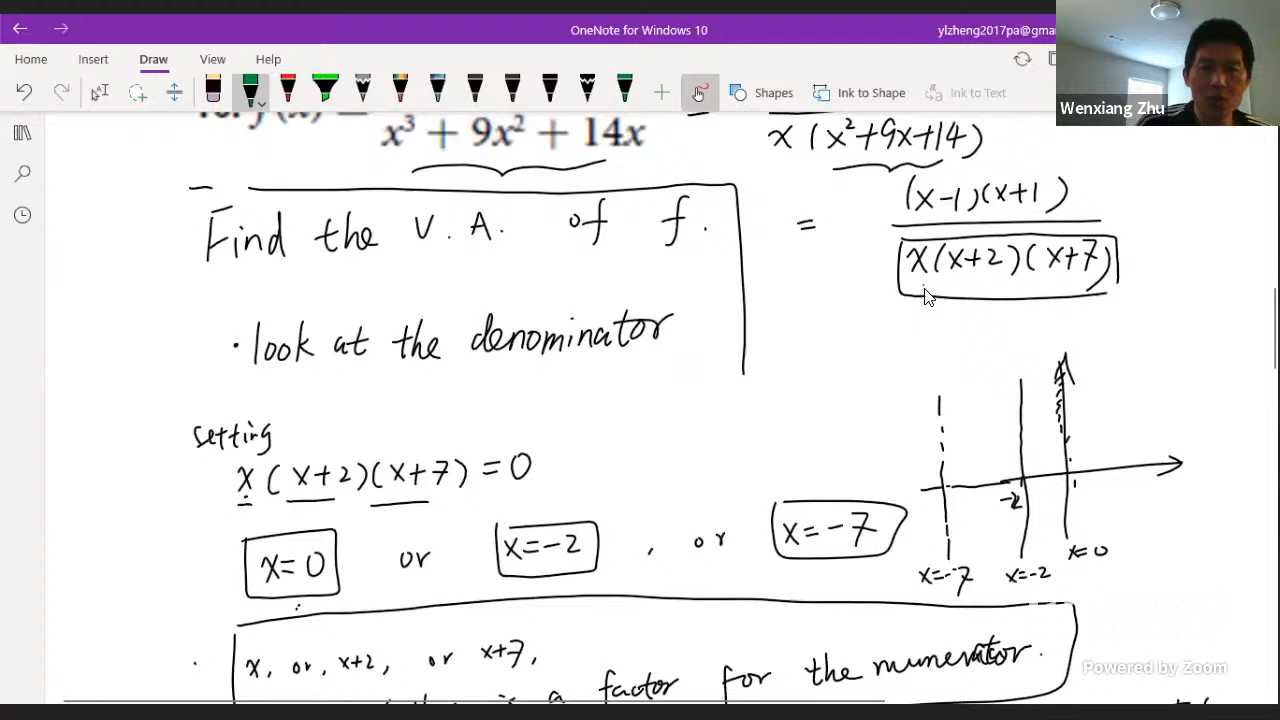 OneNote for Windows 10
ylzheng2017pa@gma
Home Insert Draw View Help
Shapes Ink to Shape Ink to Text
Wenxiang Zhu
x³ + 9x² + 14x
x(x²+9x+14)
Find the V.A. of f.
= (x-1)(x+1)
x(x+2)(x+7)
· look at the denominator
setting
x(x+2)(x+7)=0
-2
x=0 or x=-2, or x=-7
x=-7 x=-2 x=0
x, or, x+2, or x+7,
is a factor for the numerator.
Powered by Zoom